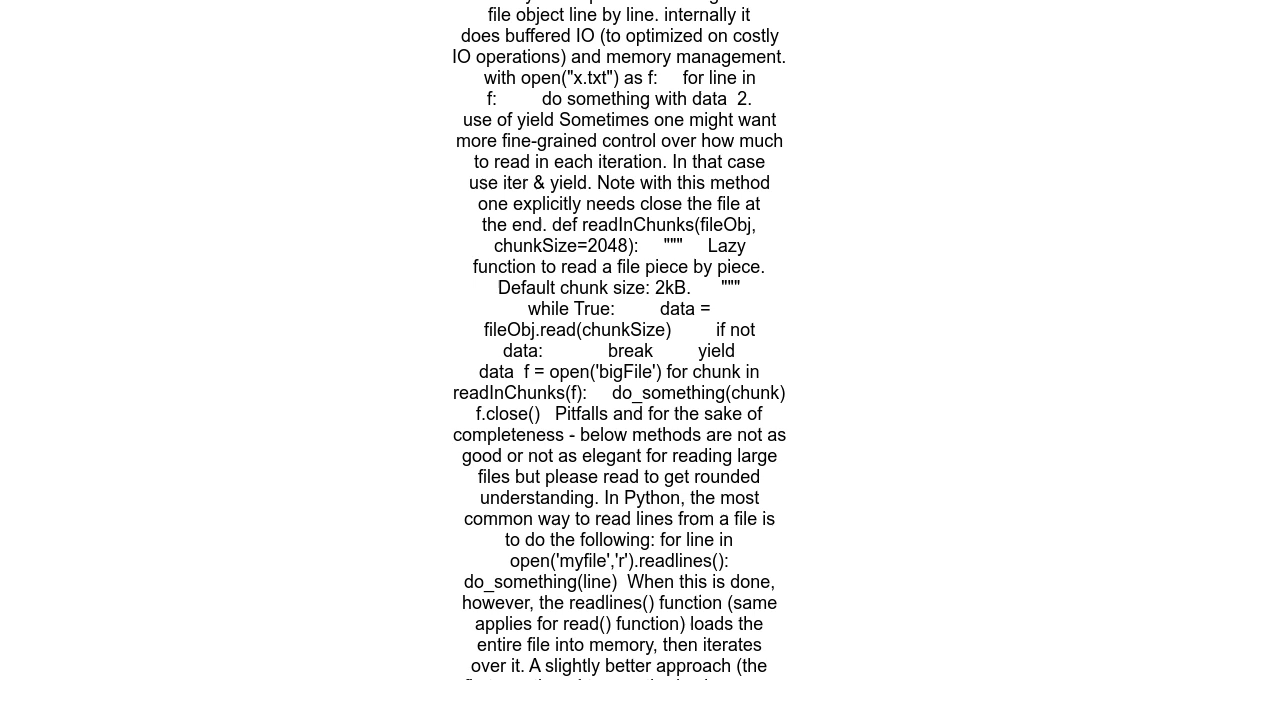 file object line by line. internally it
does buffered IO (to optimized on costly
IO operations) and memory management.
with open("x.txt") as f:     for line in
f:         do something with data  2.
use of yield Sometimes one might want
more fine-grained control over how much
to read in each iteration. In that case
use iter & yield. Note with this method
one explicitly needs close the file at
the end. def readInChunks(fileObj,
chunkSize=2048):     """     Lazy
function to read a file piece by piece.
Default chunk size: 2kB.      """
while True:         data =
fileObj.read(chunkSize)         if not
data:             break         yield
data  f = open('bigFile') for chunk in
readInChunks(f):     do_something(chunk)
f.close()   Pitfalls and for the sake of
completeness - below methods are not as
good or not as elegant for reading large
files but please read to get rounded
understanding. In Python, the most
common way to read lines from a file is
to do the following: for line in
open('myfile','r').readlines():
do_something(line)  When this is done,
however, the readlines() function (same
applies for read() function) loads the
entire file into memory, then iterates
over it. A slightly better approach (the